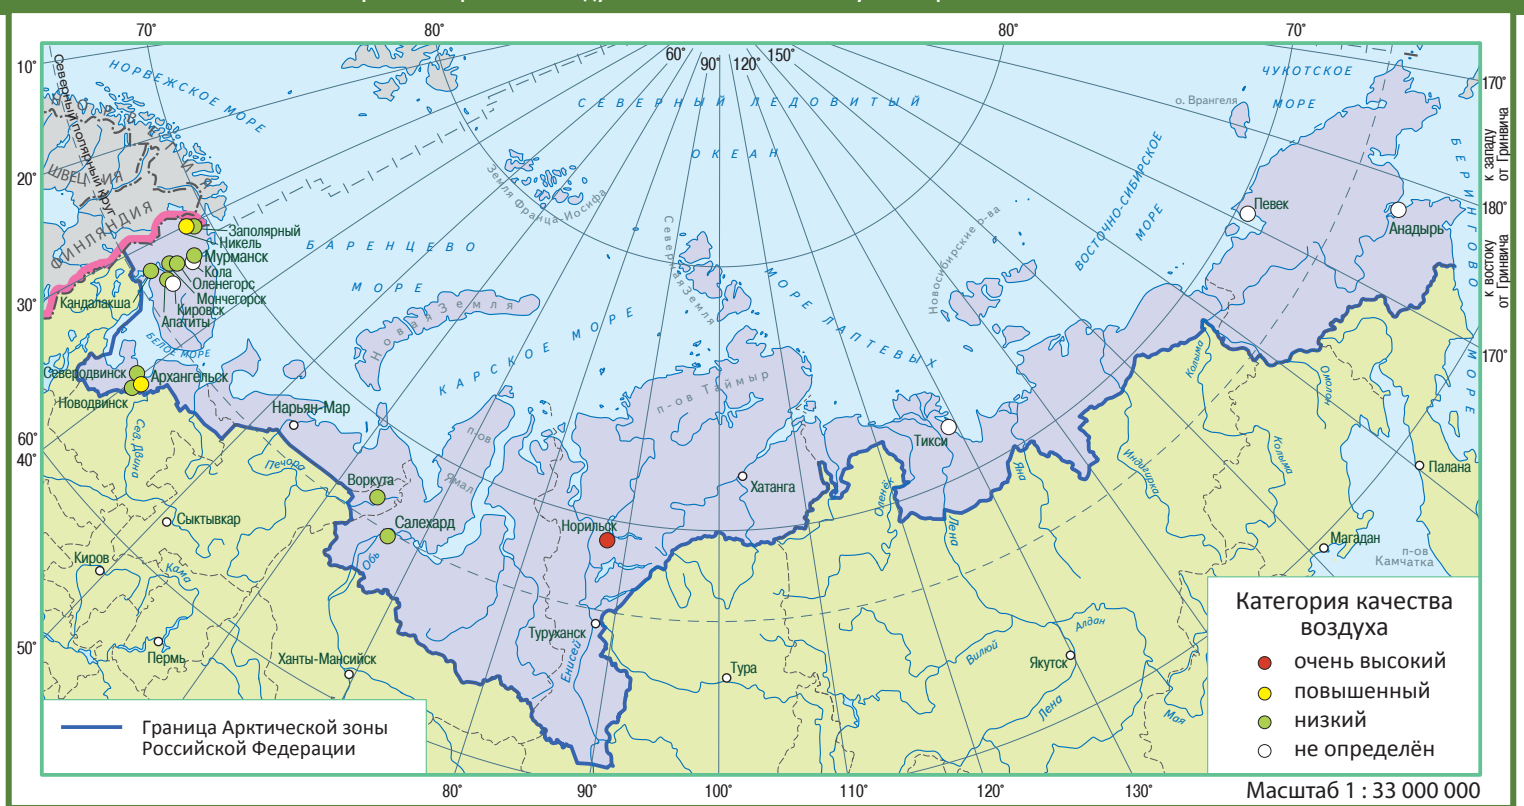 70°
80°
80°
70°
60°
90°
120°
150°
10°
20°
30°
60°
40°
50°
170°
к западу
от Гринвича
180°
к востоку
от Гринвича
170°
80°
90°
100°
110°
120°
130°
НОРВЕЖСКОЕ МОРЕ
СЕВЕРНЫЙ ЛЕДОВИТЫЙ
ОКЕАН
ЧУКОТСКОЕ
МОРЕ
о. Врангеля
БЕРИНГОВО
МОРЕ
ВОСТОЧНО-СИБИРСКОЕ
МОРЕ
Северный полярный круг
НОРВЕГИЯ
ШВЕЦИЯ
ФИНЛЯНДИЯ
Земля Франца-Иосифа
Северная Земля
Новосибирские о-ва
БАРЕНЦЕВО
МОРЕ
Новая Земля
КАРСКОЕ МОРЕ
МОРЕ ЛАПТЕВЫХ
БЕЛОЕ МОРЕ
п-ов Таймыр
п-ов
Ямал
Заполярный
Никель
Мурманск
Кола
Оленегорс
Мончегорск
Кировск
Апатиты
Кандалакша
Северодвинск
Архангельск
Новодвинск
Нарьян-Мар
Воркута
Салехард
Норильск
Хатанга
Тикси
Певек
Анадырь
Палана
Магадан
п-ов
Камчатка
Сыктывкар
Киров
Пермь
Ханты-Мансийск
Туруханск
Тура
Якутск
Сев. Двина
Печора
Кама
Обь
Енисей
Оленёк
Лена
Яна
Индигирка
Колыма
Колыма
Омолон
Вилюй
Алдан
Лена
Мая
Граница Арктической зоны
Российской Федерации
Категория качества
воздуха
очень высокий
повышенный
низкий
не определён
Масштаб 1 : 33 000 000